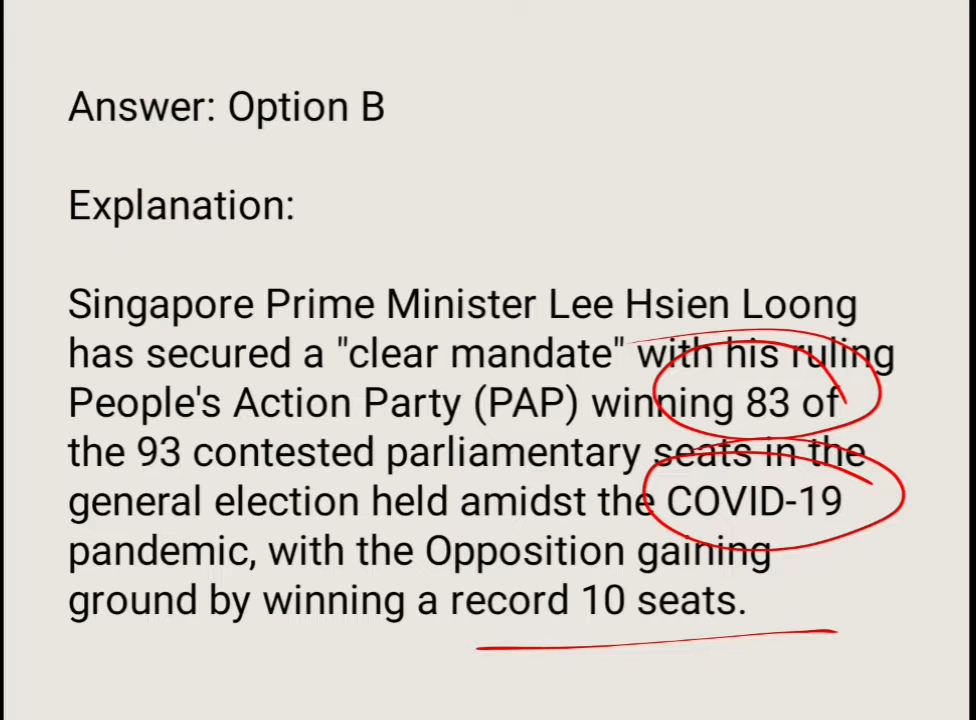 Answer: Option B
Explanation:
Singapore Prime Minister Lee Hsien Loong
has secured a "clear mandate" with his ruling
People's Action Party (PAP) winning 83 of
the 93 contested parliamentary seats in the
general election held amidst the COVID-19
pandemic, with the Opposition gaining
ground by winning a record 10 seats.